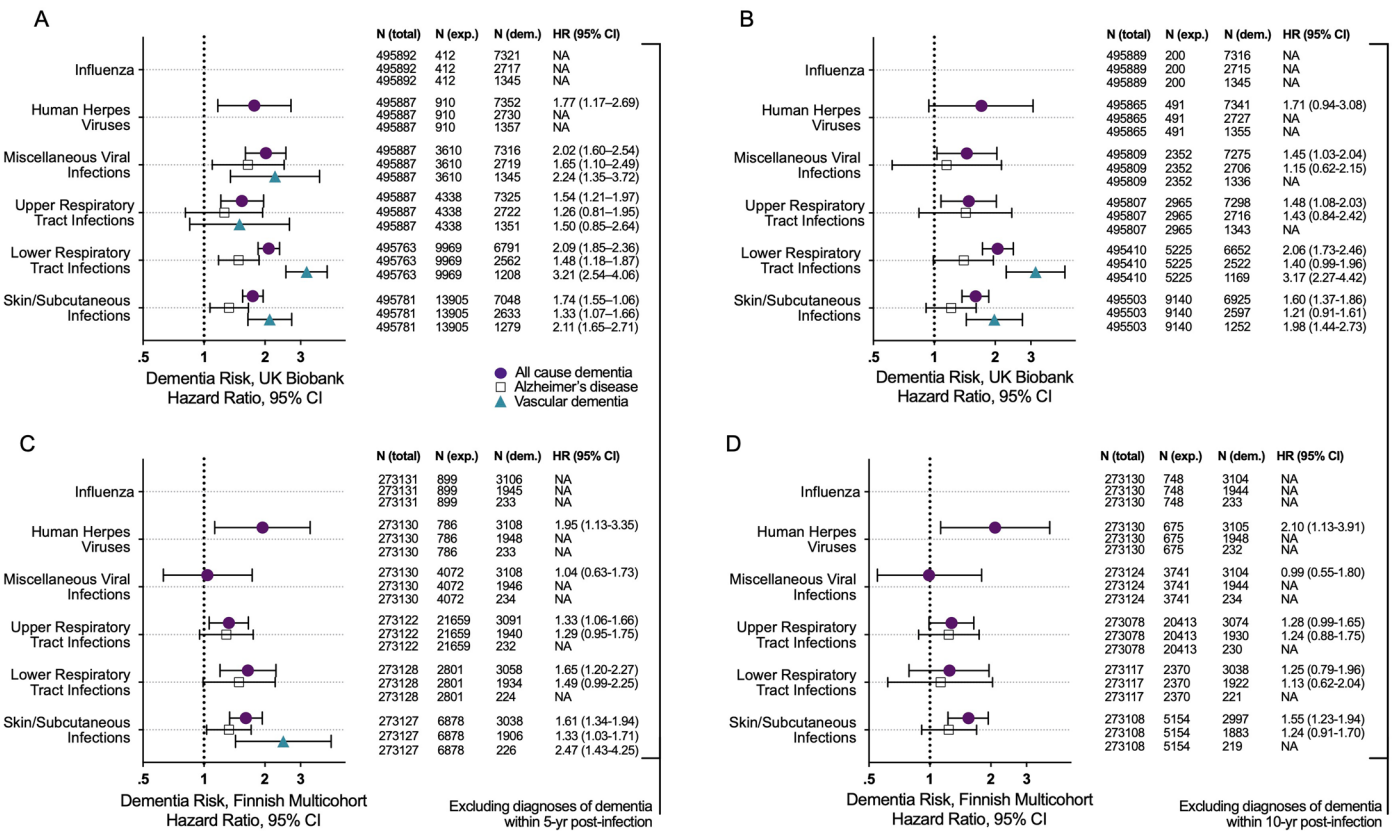 A
N (total) N (exp.) N (dem.) HR (95% CI)
Influenza
495892 412 7321 NA
495892 412 2717 NA
495892 412 1345 NA
Human Herpes
Viruses
495887 910 7352 1.77 (1.17–2.69)
495887 910 2730 NA
495887 910 1357 NA
Miscellaneous Viral
Infections
495887 3610 7316 2.02 (1.60–2.54)
495887 3610 2719 1.65 (1.10–2.49)
495887 3610 1345 2.24 (1.35–3.72)
Upper Respiratory
Tract Infections
495887 4338 7325 1.54 (1.21–1.97)
495887 4338 2722 1.26 (0.81–1.95)
495887 4338 1351 1.50 (0.85–2.64)
Lower Respiratory
Tract Infections
495763 9969 6791 2.09 (1.85–2.36)
495763 9969 2562 1.48 (1.18–1.87)
495763 9969 1208 3.21 (2.54–4.06)
Skin/Subcutaneous
Infections
495781 13905 7048 1.74 (1.55–1.06)
495781 13905 2633 1.33 (1.07–1.66)
495781 13905 1279 2.11 (1.65–2.71)
.5 1 2 3
Dementia Risk, UK Biobank
Hazard Ratio, 95% CI
All cause dementia
Alzheimer's disease
Vascular dementia
B
N (total) N (exp.) N (dem.) HR (95% CI)
Influenza
495889 200 7316 NA
495889 200 2715 NA
495889 200 1345 NA
Human Herpes
Viruses
495865 491 7341 1.71 (0.94-3.08)
495865 491 2727 NA
495865 491 1355 NA
Miscellaneous Viral
Infections
495809 2352 7275 1.45 (1.03-2.04)
495809 2352 2706 1.15 (0.62-2.15)
495809 2352 1336 NA
Upper Respiratory
Tract Infections
495807 2965 7298 1.48 (1.08-2.03)
495807 2965 2716 1.43 (0.84-2.42)
495807 2965 1343 NA
Lower Respiratory
Tract Infections
495410 5225 6652 2.06 (1.73-2.46)
495410 5225 2522 1.40 (0.99-1.96)
495410 5225 1169 3.17 (2.27-4.42)
Skin/Subcutaneous
Infections
495503 9140 6925 1.60 (1.37-1.86)
495503 9140 2597 1.21 (0.91-1.61)
495503 9140 1252 1.98 (1.44-2.73)
.5 1 2 3
Dementia Risk, UK Biobank
Hazard Ratio, 95% CI
C
N (total) N (exp.) N (dem.) HR (95% CI)
Influenza
273131 899 3106 NA
273131 899 1945 NA
273131 899 233 NA
Human Herpes
Viruses
273130 786 3108 1.95 (1.13-3.35)
273130 786 1948 NA
273130 786 233 NA
Miscellaneous Viral
Infections
273130 4072 3108 1.04 (0.63-1.73)
273130 4072 1946 NA
273130 4072 234 NA
Upper Respiratory
Tract Infections
273122 21659 3091 1.33 (1.06-1.66)
273122 21659 1940 1.29 (0.95-1.75)
273122 21659 232 NA
Lower Respiratory
Tract Infections
273128 2801 3058 1.65 (1.20-2.27)
273128 2801 1934 1.49 (0.99-2.25)
273128 2801 224 NA
Skin/Subcutaneous
Infections
273127 6878 3038 1.61 (1.34-1.94)
273127 6878 1906 1.33 (1.03-1.71)
273127 6878 226 2.47 (1.43-4.25)
.5 1 2 3
Dementia Risk, Finnish Multicohort
Hazard Ratio, 95% CI
Excluding diagnoses of dementia
within 5-yr post-infection
D
N (total) N (exp.) N (dem.) HR (95% CI)
Influenza
273130 748 3104 NA
273130 748 1944 NA
273130 748 233 NA
Human Herpes
Viruses
273130 675 3105 2.10 (1.13-3.91)
273130 675 1948 NA
273130 675 232 NA
Miscellaneous Viral
Infections
273124 3741 3104 0.99 (0.55-1.80)
273124 3741 1944 NA
273124 3741 234 NA
Upper Respiratory
Tract Infections
273078 20413 3074 1.28 (0.99-1.65)
273078 20413 1930 1.24 (0.88-1.75)
273078 20413 230 NA
Lower Respiratory
Tract Infections
273117 2370 3038 1.25 (0.79-1.96)
273117 2370 1922 1.13 (0.62-2.04)
273117 2370 221 NA
Skin/Subcutaneous
Infections
273108 5154 2997 1.55 (1.23-1.94)
273108 5154 1883 1.24 (0.91-1.70)
273108 5154 219 NA
.5 1 2 3
Dementia Risk, Finnish Multicohort
Hazard Ratio, 95% CI
Excluding diagnoses of dementia
within 10-yr post-infection